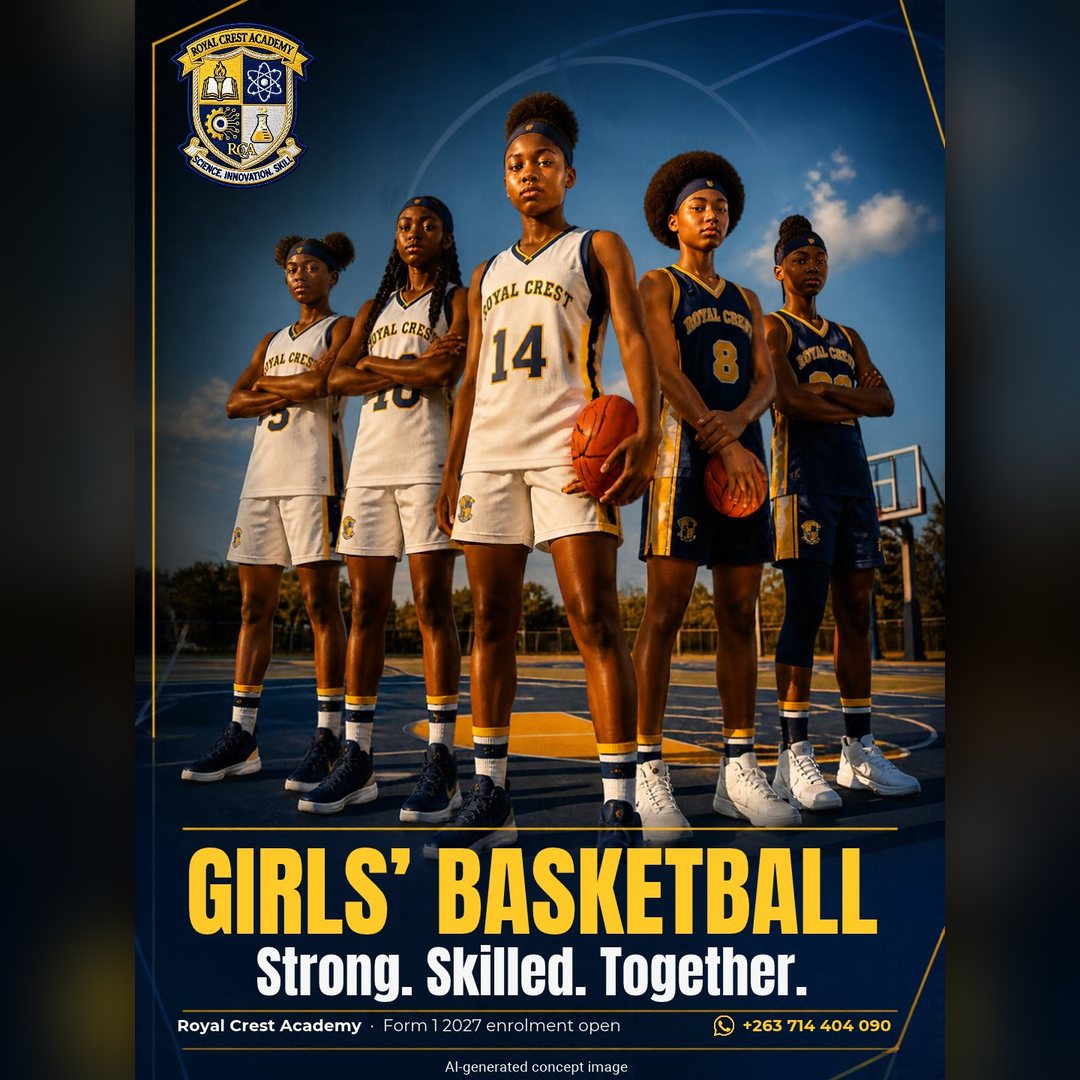 ROYAL CREST ACADEMY
RCA
SCIENCE. INNOVATION. SKILL
ROYAL CREST
14
ROYAL CREST
8
GIRLS’ BASKETBALL
Strong. Skilled. Together.
Royal Crest Academy · Form 1 2027 enrolment open
+263 714 404 090
AI-generated concept image